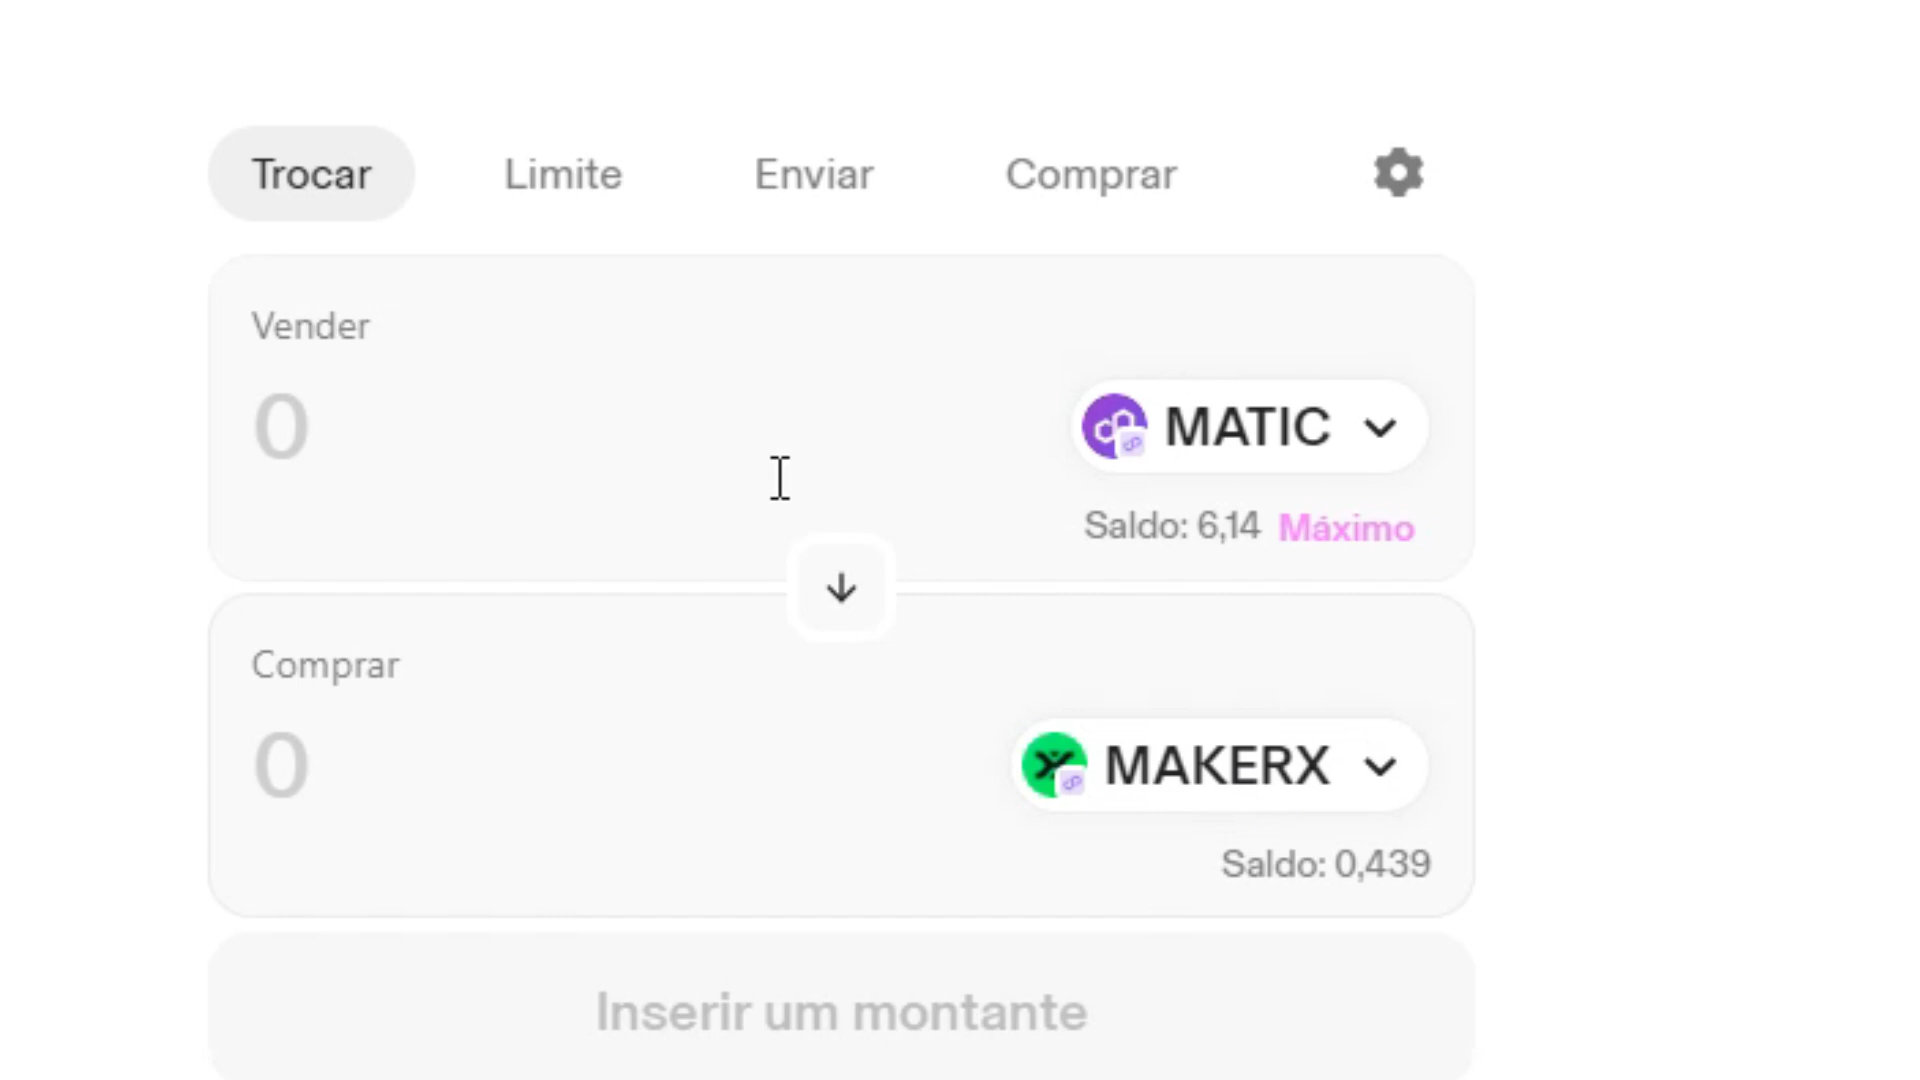 Trocar Limite Enviar Comprar
Vender
0 MATIC
Saldo: 6,14 Máximo
Comprar
0 MAKERX
Saldo: 0,439
Inserir um montante